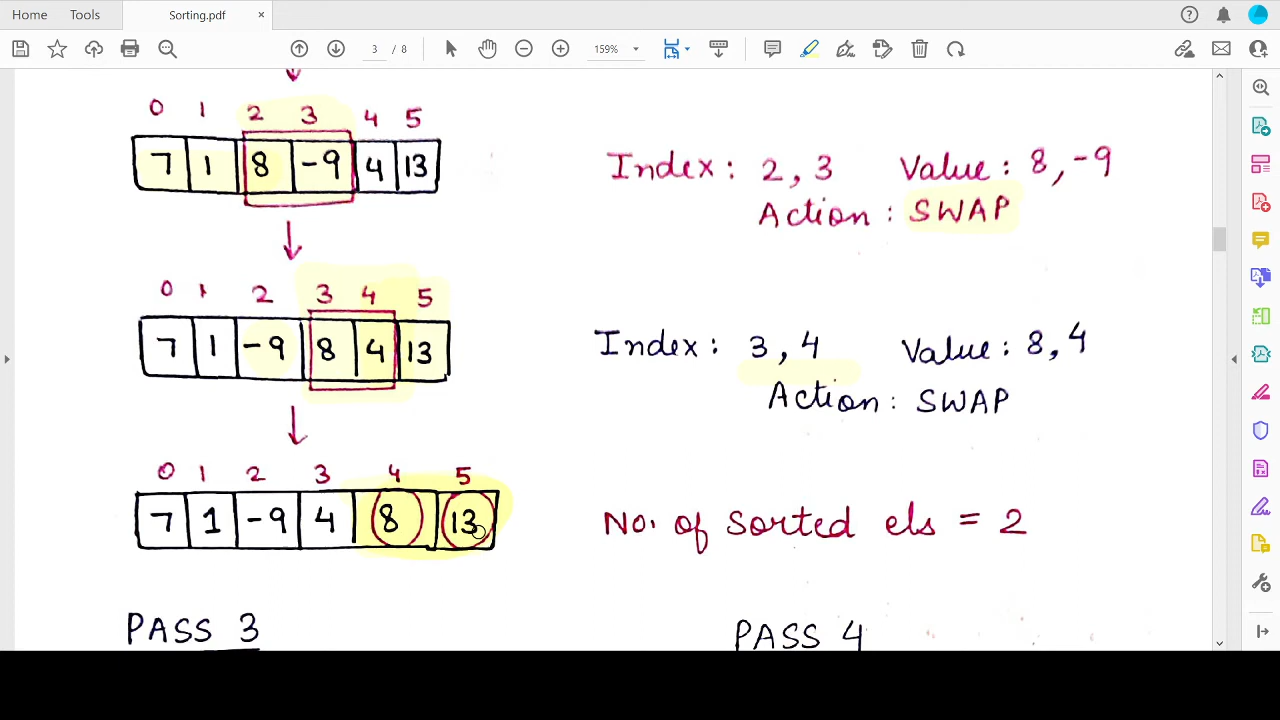 Home Tools Sorting.pdf ×
3 / 8 159%
0 1 2 3 4 5
7 1 8 -9 4 13
Index: 2, 3 Value: 8, -9
Action: SWAP
0 1 2 3 4 5
7 1 -9 8 4 13
Index: 3, 4 Value: 8, 4
Action: SWAP
0 1 2 3 4 5
7 1 -9 4 8 13
No. of Sorted els = 2
PASS 3 PASS 4